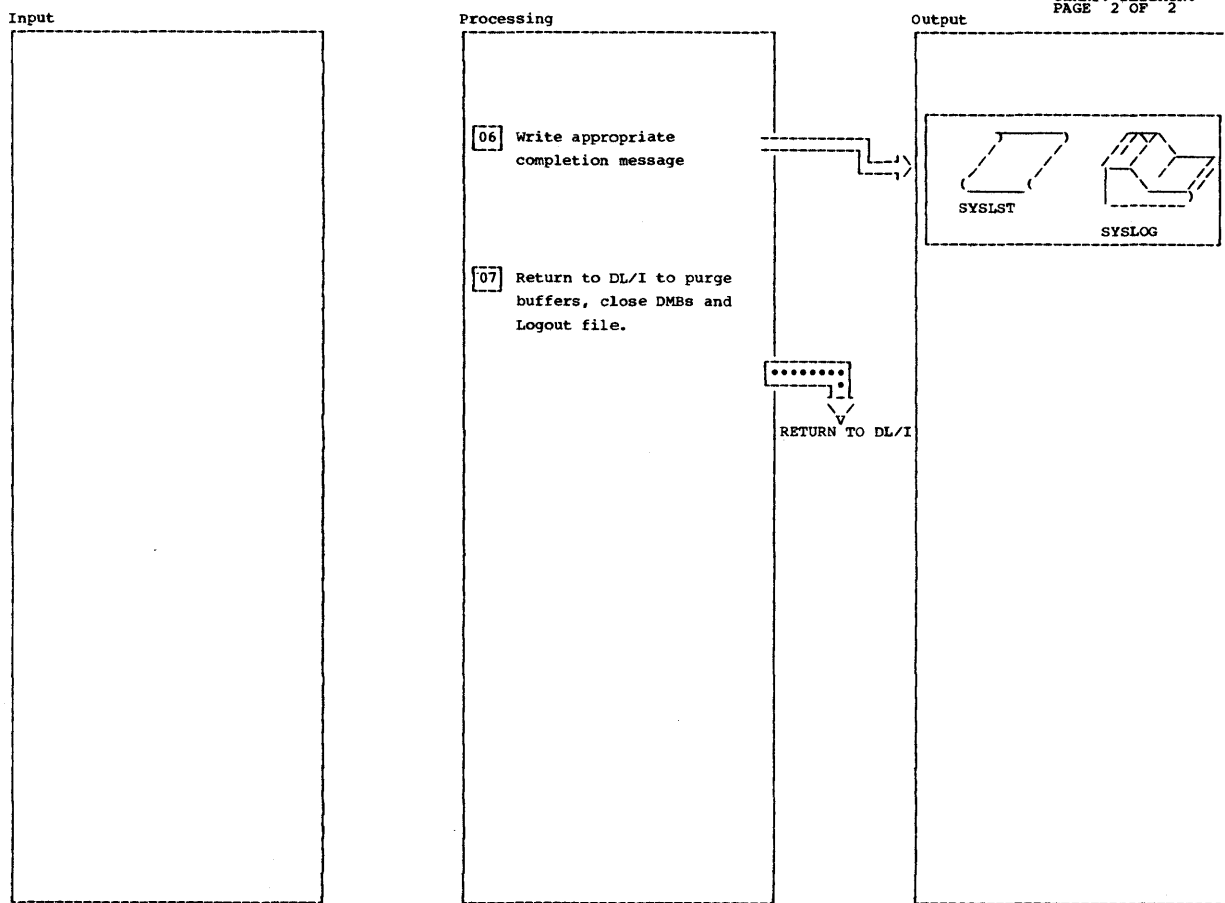 PAGE 2 OF 2
Input
Processing
Output
06 Write appropriate
completion message
SYSLST
SYSLOG
07 Return to DL/I to purge
buffers, close DMBs and
Logout file.
RETURN TO DL/I